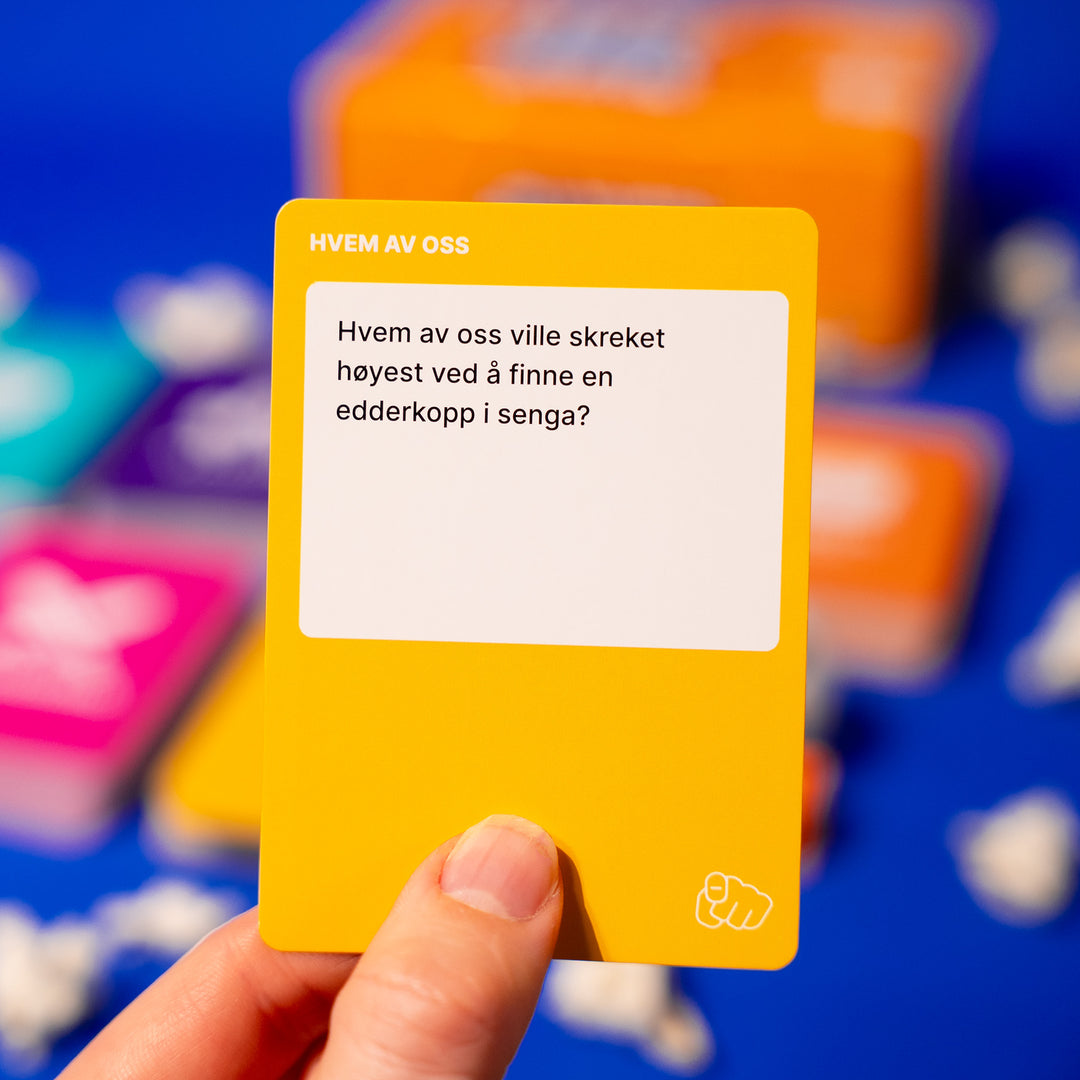 HVEM AV OSS
Hvem av oss ville skreket
høyest ved å finne en
edderkopp i senga?